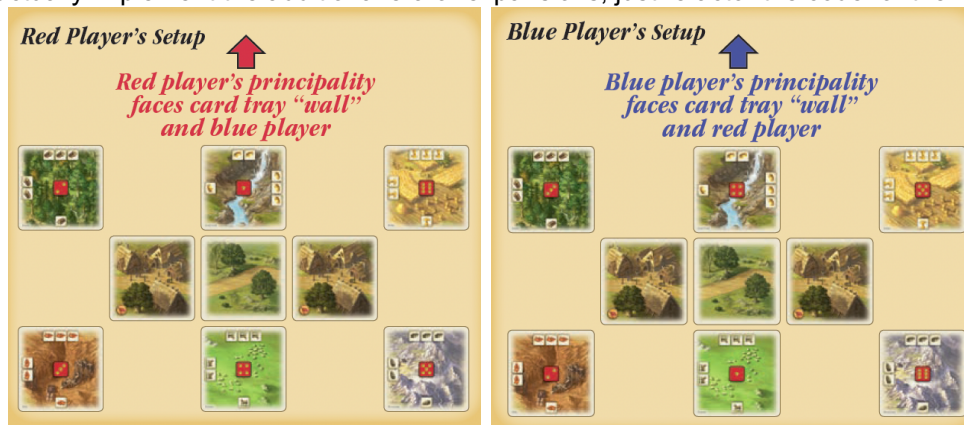 Red Player's Setup
Red player's principality
faces card tray "wall"
and blue player
Blue Player's Setup
Blue player's principality
faces card tray "wall"
and red player